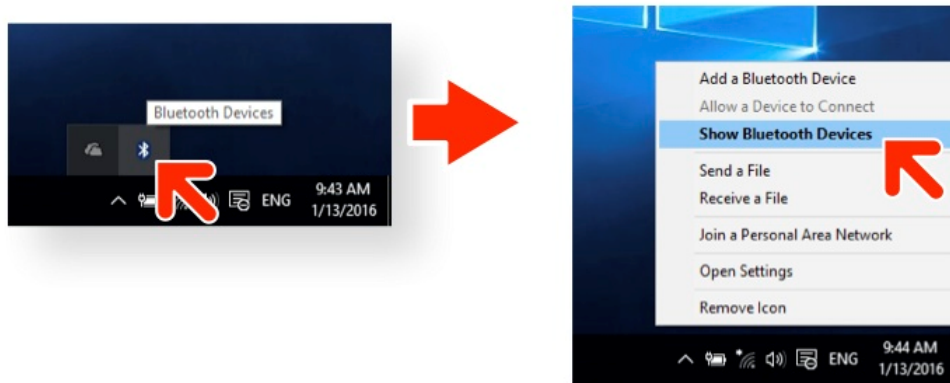 Bluetooth Devices
ENG
9:43 AM
1/13/2016
Add a Bluetooth Device
Allow a Device to Connect
Show Bluetooth Devices
Send a File
Receive a File
Join a Personal Area Network
Open Settings
Remove Icon
ENG
9:44 AM
1/13/2016